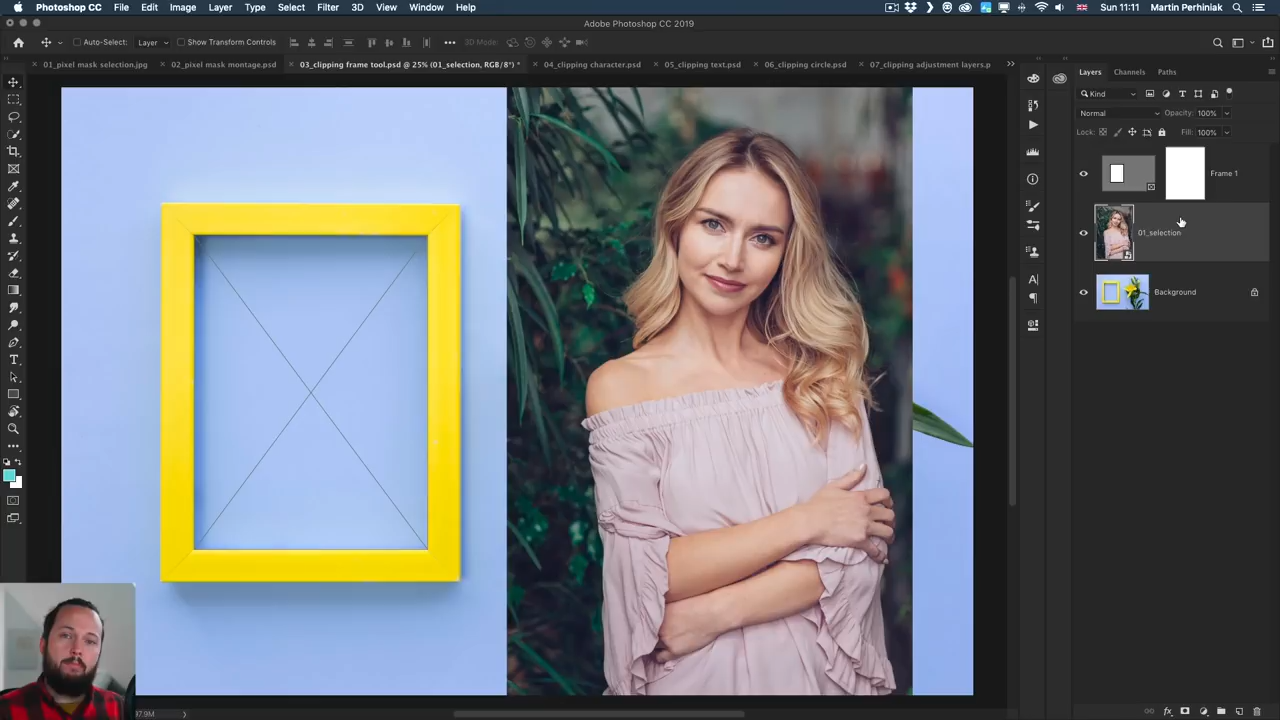 Photoshop CC File Edit Image Layer Type Select Filter 3D View Window Help Sun 11:11 Martin Perhiniak
Adobe Photoshop CC 2019
Auto-Select: Layer Show Transform Controls 3D Mode:
01_pixel mask selection.jpg 02_pixel mask montage.psd 03_clipping frame tool.psd @ 25% (01_selection, RGB/8*) * 04_clipping character.psd 05_clipping text.psd 06_clipping circle.psd 07_clipping adjustment layers.p
Layers Channels Paths
Kind
Normal Opacity: 100%
Lock: Fill: 100%
Frame 1
01_selection
Background
97.9M